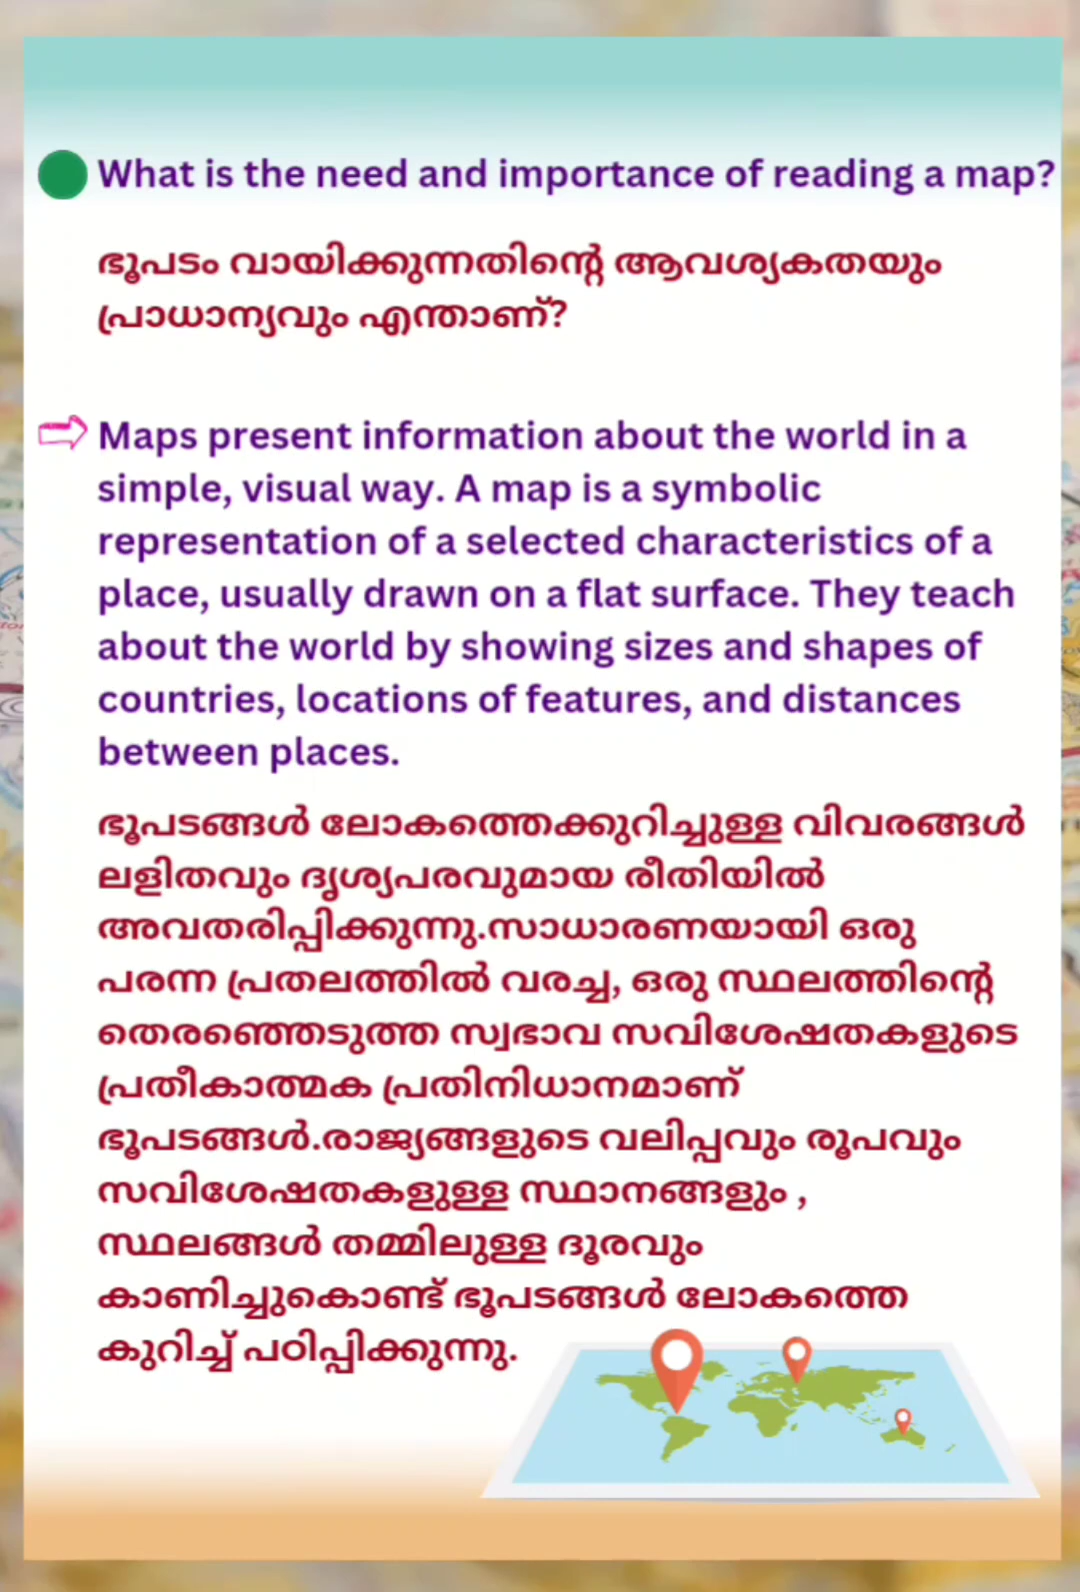 What is the need and importance of reading a map?
ഭൂപടം വായിക്കുന്നതിന്റെ ആവശ്യകതയും
പ്രാധാന്യവും എന്താണ്?
Maps present information about the world in a
simple, visual way. A map is a symbolic
representation of a selected characteristics of a
place, usually drawn on a flat surface. They teach
about the world by showing sizes and shapes of
countries, locations of features, and distances
between places.
ഭൂപടങ്ങൾ ലോകത്തെക്കുറിച്ചുള്ള വിവരങ്ങൾ
ലളിതവും ദൃശ്യപരവുമായ രീതിയിൽ
അവതരിപ്പിക്കുന്നു.സാധാരണയായി ഒരു
പരന്ന പ്രതലത്തിൽ വരച്ച, ഒരു സ്ഥലത്തിന്റെ
തെരഞ്ഞെടുത്ത സ്വഭാവ സവിശേഷതകളുടെ
പ്രതീകാത്മക പ്രതിനിധാനമാണ്
ഭൂപടങ്ങൾ.രാജ്യങ്ങളുടെ വലിപ്പവും രൂപവും
സവിശേഷതകളുള്ള സ്ഥാനങ്ങളും ,
സ്ഥലങ്ങൾ തമ്മിലുള്ള ദൂരവും
കാണിച്ചുകൊണ്ട് ഭൂപടങ്ങൾ ലോകത്തെ
കുറിച്ച് പഠിപ്പിക്കുന്നു.